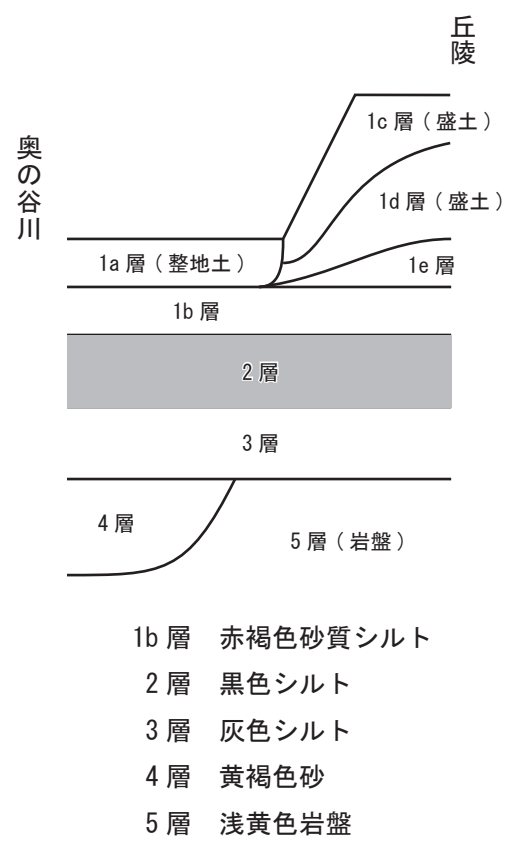 丘陵
奥の谷川
1c 層 ( 盛土 )
1d 層 ( 盛土 )
1a 層 ( 整地土 )
1e 層
1b 層
2 層
3 層
4 層
5 層 ( 岩盤 )
1b 層　赤褐色砂質シルト
2 層　黒色シルト
3 層　灰色シルト
4 層　黄褐色砂
5 層　浅黄色岩盤